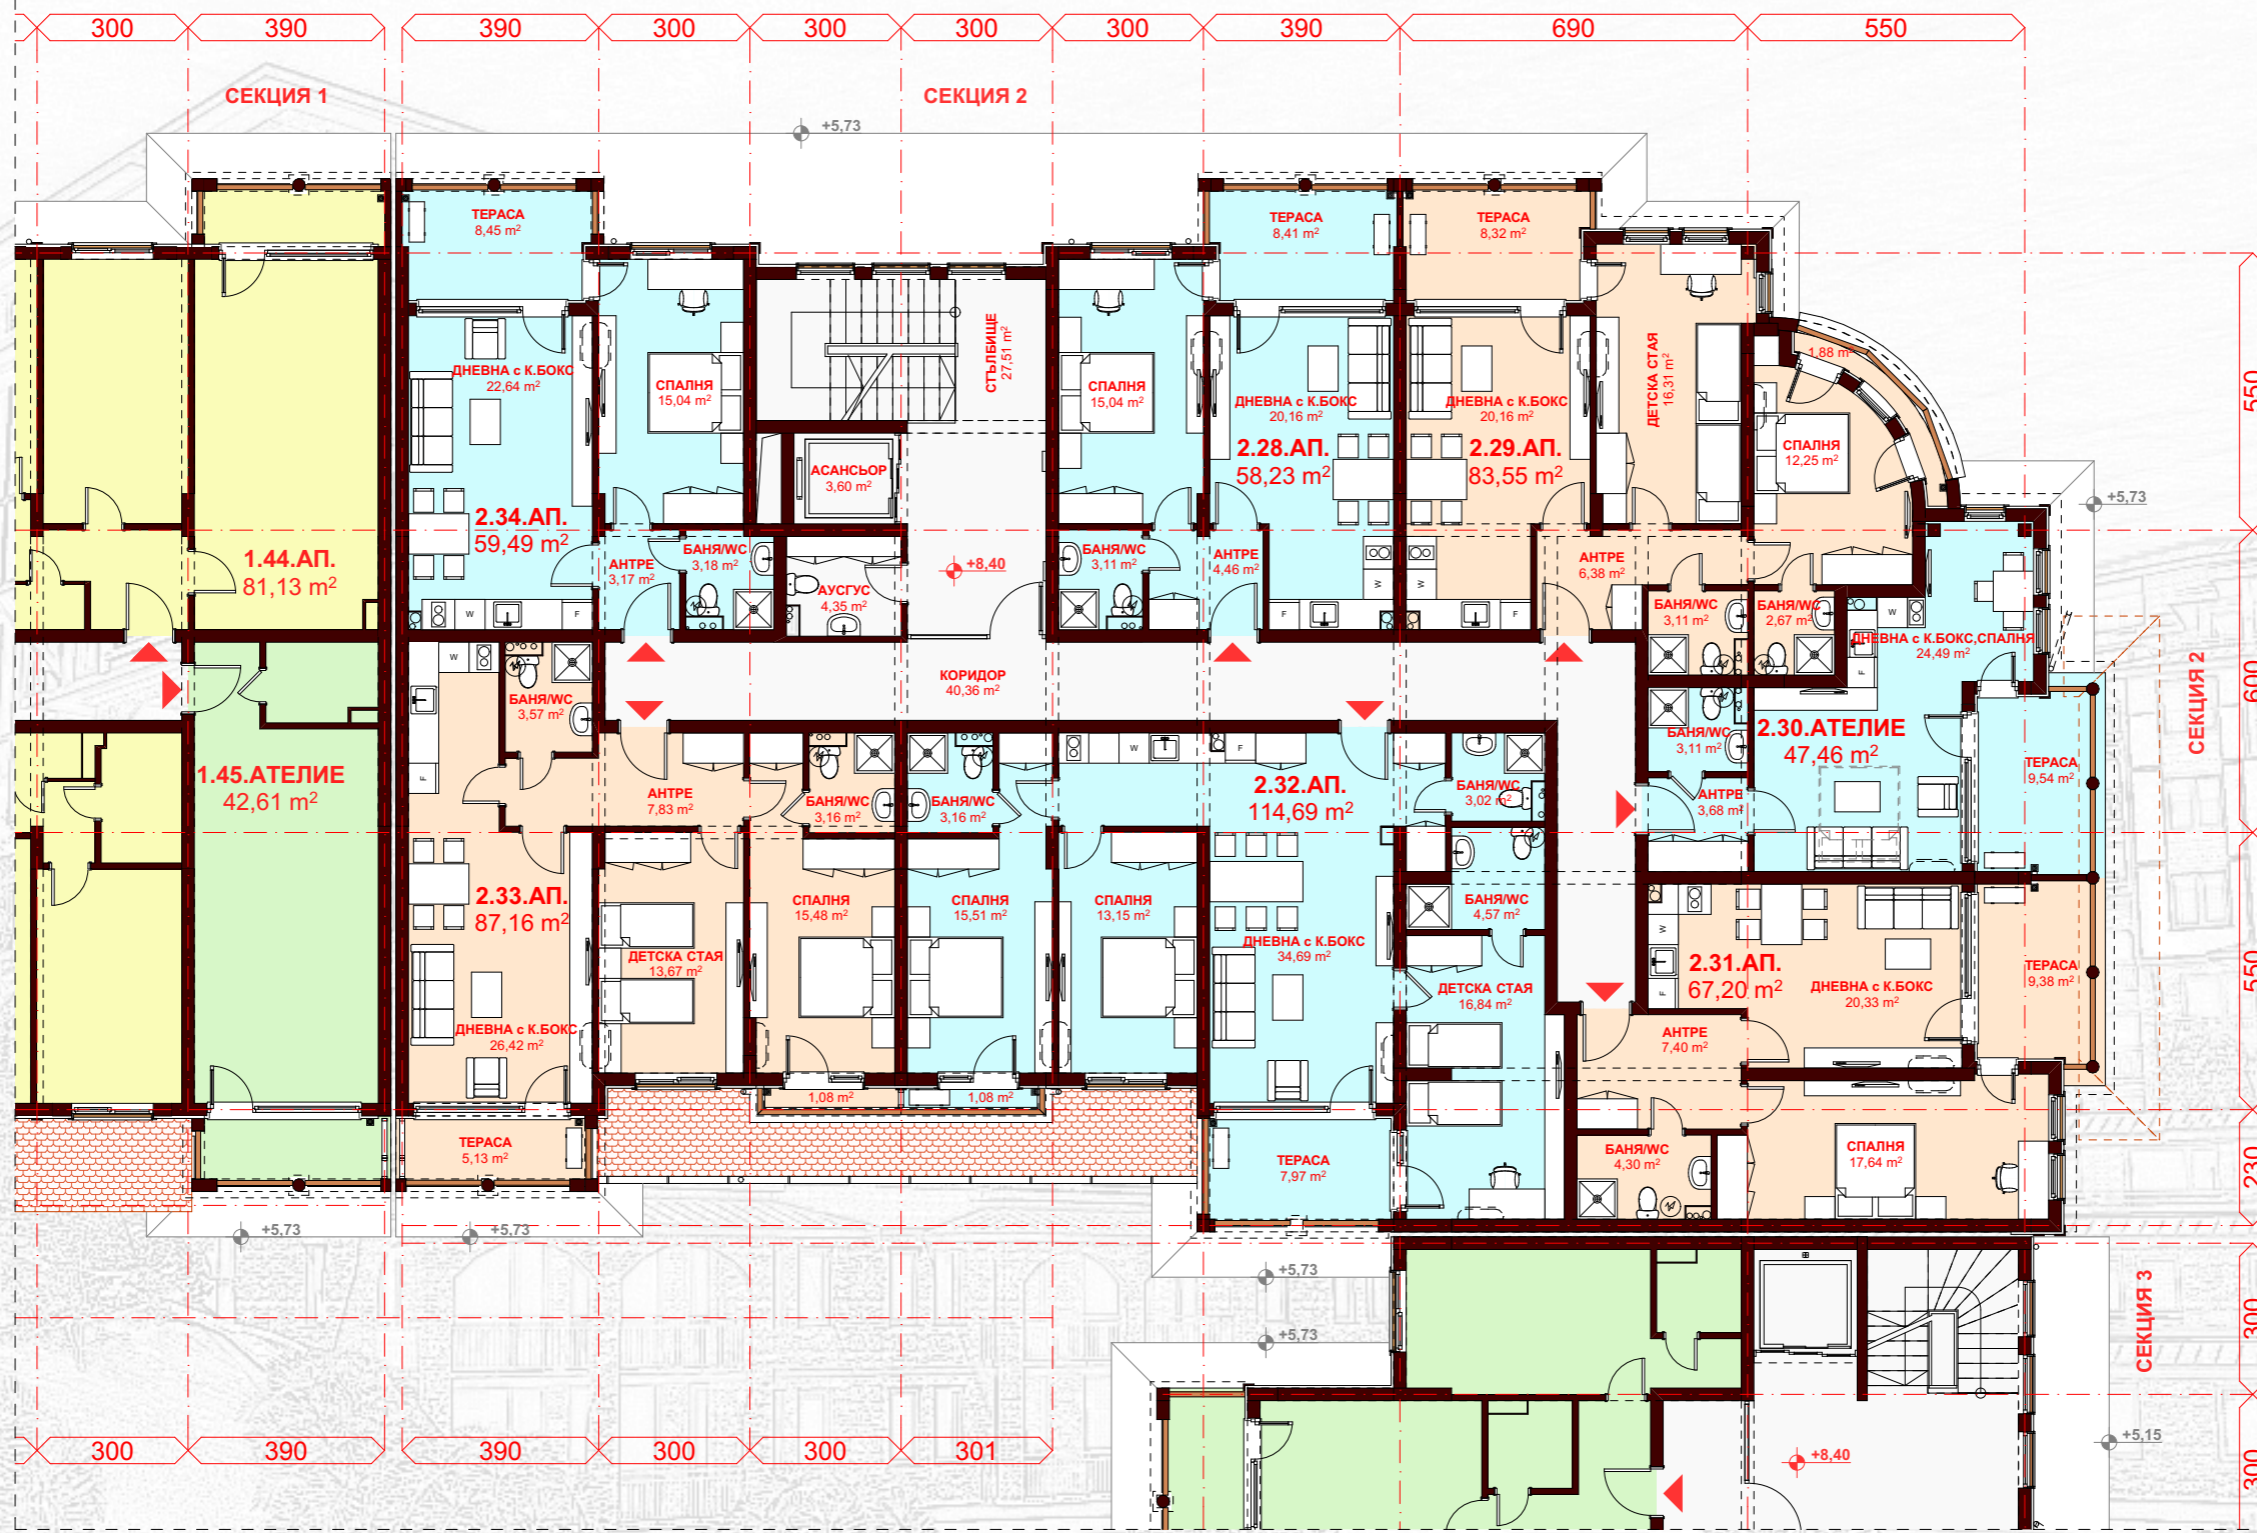 300 390 390 300 300 300 300 390 690 550
СЕКЦИЯ 1
СЕКЦИЯ 2
+5,73
ТЕРАСА
8,45 m²
ТЕРАСА
8,41 m²
ТЕРАСА
8,32 m²
550
ДНЕВНА с К.БОКС
22,64 m²
СПАЛНЯ
15,04 m²
СТЪЛБИЩЕ
27,51 m²
СПАЛНЯ
15,04 m²
ДНЕВНА с К.БОКС
20,16 m²
ДНЕВНА с К.БОКС
20,16 m²
ДЕТСКА СТАЯ
16,31 m²
1,88 m²
СПАЛНЯ
12,25 m²
2.28.АП.
58,23 m²
2.29.АП.
83,55 m²
АСАНСЬОР
3,60 m²
2.34.АП.
59,49 m²
+5,73
1.44.АП.
81,13 m²
АНТРЕ
3,17 m²
БАНЯ/WC
3,18 m²
АУСГУС
4,35 m²
+8,40
БАНЯ/WC
3,11 m²
АНТРЕ
4,46 m²
АНТРЕ
6,38 m²
БАНЯ/WC
3,11 m²
БАНЯ/WC
2,67 m²
W
F
F
W
W
F
W
ДНЕВНА с К.БОКС,СПАЛНЯ
24,49 m²
F
600
СЕКЦИЯ 2
W
F
БАНЯ/WC
3,57 m²
КОРИДОР
40,36 m²
БАНЯ/WC
3,11 m²
2.30.АТЕЛИЕ
47,46 m²
ТЕРАСА
9,54 m²
1.45.АТЕЛИЕ
42,61 m²
W
F
АНТРЕ
7,83 m²
БАНЯ/WC
3,16 m²
БАНЯ/WC
3,16 m²
2.32.АП.
114,69 m²
БАНЯ/WC
3,02 m²
АНТРЕ
3,68 m²
2.33.АП.
87,16 m²
СПАЛНЯ
15,48 m²
СПАЛНЯ
15,51 m²
СПАЛНЯ
13,15 m²
БАНЯ/WC
4,57 m²
W
F
ДЕТСКА СТАЯ
13,67 m²
ДНЕВНА с К.БОКС
34,69 m²
2.31.АП.
67,20 m²
ДНЕВНА с К.БОКС
20,33 m²
ТЕРАСА
9,38 m²
550
ДЕТСКА СТАЯ
16,84 m²
ДНЕВНА с К.БОКС
26,42 m²
АНТРЕ
7,40 m²
1,08 m²
1,08 m²
ТЕРАСА
5,13 m²
ТЕРАСА
7,97 m²
БАНЯ/WC
4,30 m²
СПАЛНЯ
17,64 m²
230
+5,73
+5,73
+5,73
+5,73
300
СЕКЦИЯ 3
300 390 390 300 300 301
+8,40
+5,15
300